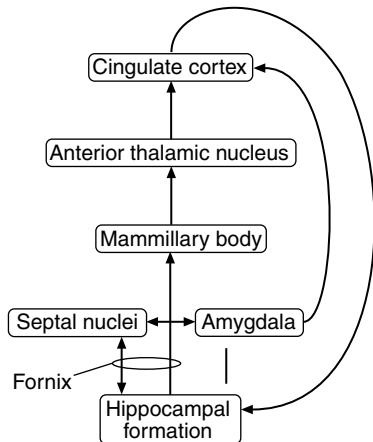 Cingulate cortex
Anterior thalamic nucleus
Mammillary body
Septal nuclei
Amygdala
Fornix
Hippocampal
formation